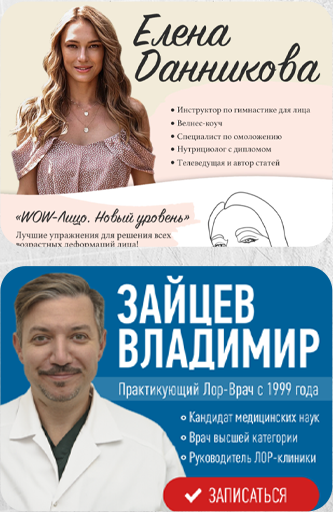 Елена
Данникова
• Инструктор по гимнастике для лица
• Велнес-коуч
• Специалист по омоложению
• Нутрициолог с дипломом
• Телеведущая и автор статей
«WOW-Лицо. Новый уровень»
Лучшие упражнения для решения всех
возрастных деформаций лица!
ЗАЙЦЕВ
ВЛАДИМИР
Практикующий Лор-Врач с 1999 года
Кандидат медицинских наук
Врач высшей категории
Руководитель ЛОР-клиники
ЗАПИСАТЬСЯ